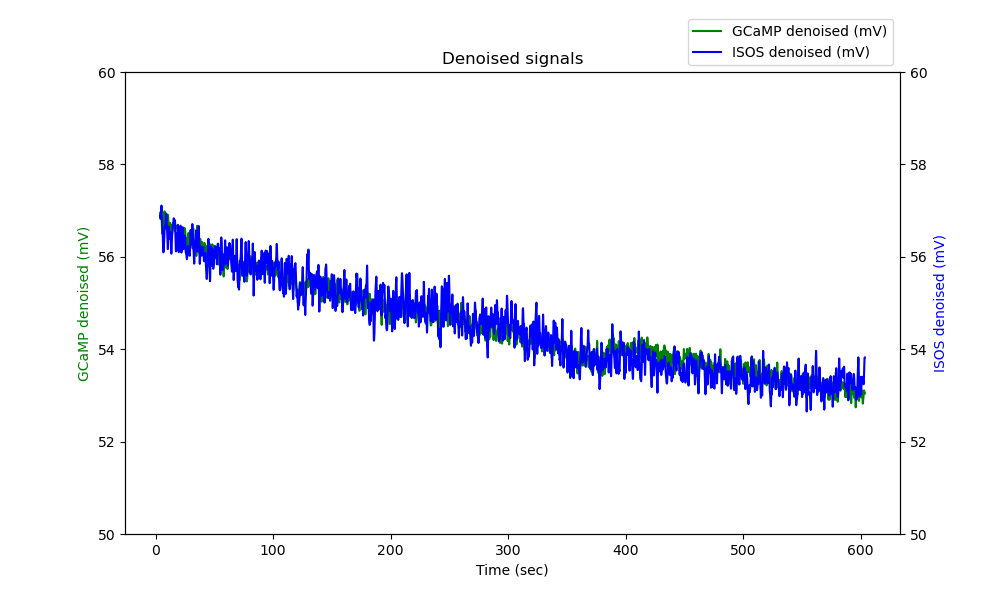 GCaMP denoised (mV)
ISOS denoised (mV)
Denoised signals
60
58
56
54
52
50
GCaMP denoised (mV)
60
58
56
54
52
50
ISOS denoised (mV)
0 100 200 300 400 500 600
Time (sec)